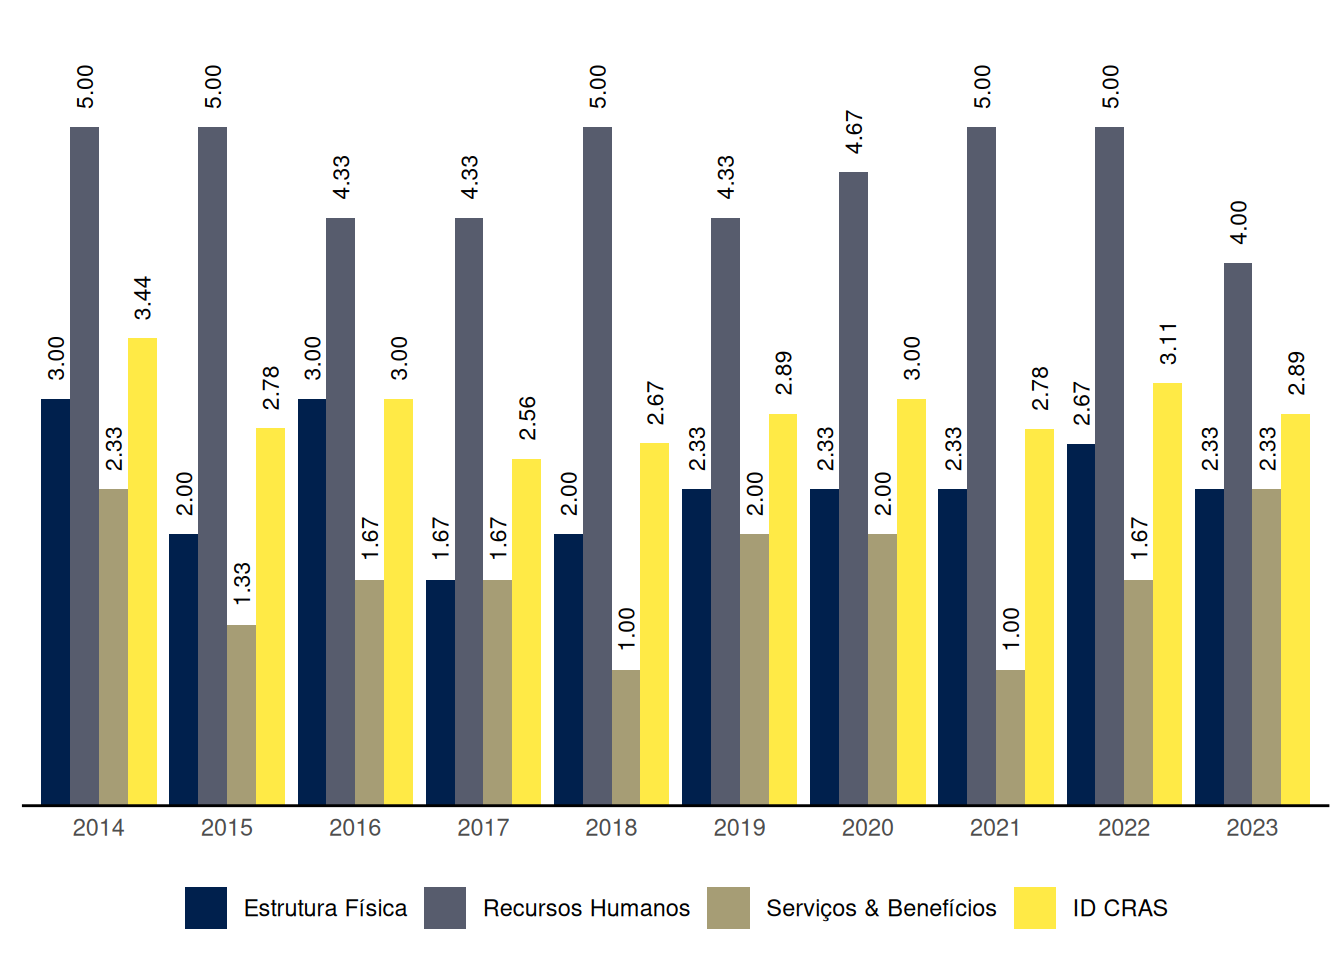 3.00 5.00 2.33 3.44
2.00 5.00 1.33 2.78
3.00 4.33 1.67 3.00
1.67 4.33 1.67 2.56
2.00 5.00 1.00 2.67
2.33 4.33 2.00 2.89
2.33 4.67 2.00 3.00
2.33 5.00 1.00 2.78
2.67 5.00 1.67 3.11
2.33 4.00 2.33 2.89
2014 2015 2016 2017 2018 2019 2020 2021 2022 2023
Estrutura Física Recursos Humanos Serviços & Benefícios ID CRAS